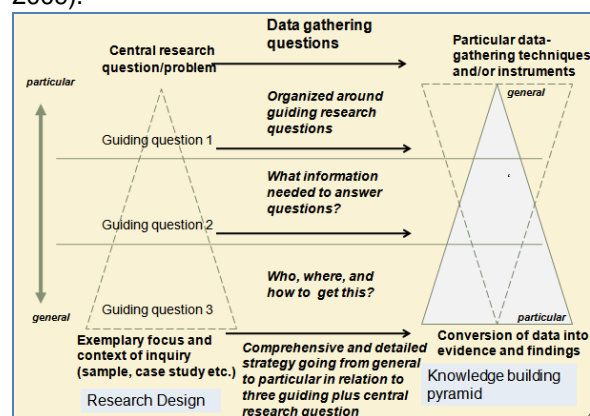 Data gathering
questions
Central research
question/problem
Particular data-
gathering techniques
and/or instruments
particular
general
Organized around
guiding research
questions
Guiding question 1
What information
needed to answer
questions?
Guiding question 2
Who, where, and
how to get this?
Guiding question 3
general
particular
Exemplary focus and
context of inquiry
(sample, case study etc.)
Comprehensive and detailed
strategy going from general
to particular in relation to
three guiding plus central
research question
Conversion of data into
evidence and findings
Research Design
Knowledge building
pyramid